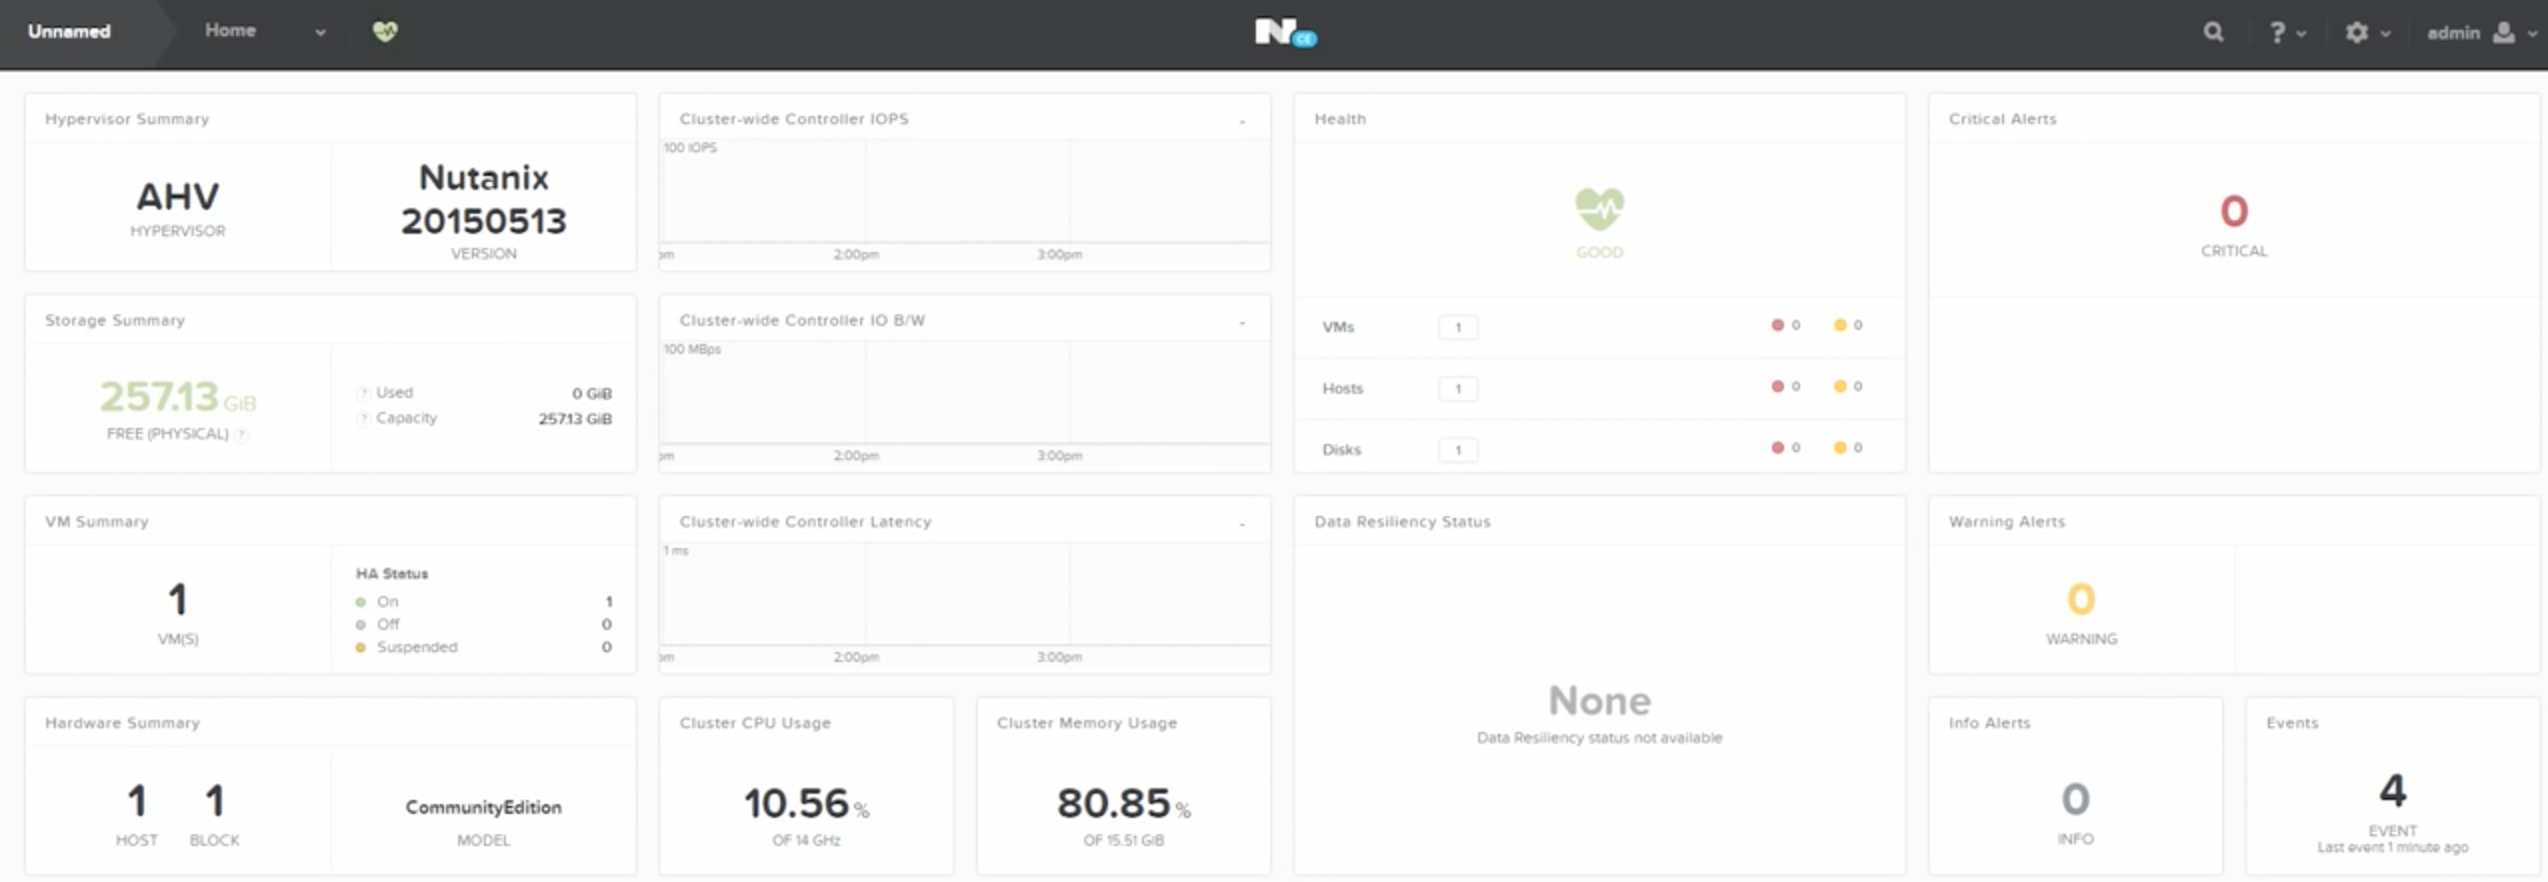 Unnamed
Home
N CE
? 
admin
Hypervisor Summary
AHV
HYPERVISOR
Nutanix
20150513
VERSION
Cluster-wide Controller IOPS
-
100 IOPS
pm
2:00pm
3:00pm
Health
GOOD
VMs 1 0 0
Hosts 1 0 0
Disks 1 0 0
Critical Alerts
0
CRITICAL
Storage Summary
257.13 GiB
FREE (PHYSICAL) ?
? Used 0 GiB
? Capacity 257.13 GiB
Cluster-wide Controller IO B/W
-
100 MBps
pm
2:00pm
3:00pm
VM Summary
1
VM(S)
HA Status
On 1
Off 0
Suspended 0
Cluster-wide Controller Latency
-
1 ms
pm
2:00pm
3:00pm
Data Resiliency Status
None
Data Resiliency status not available
Warning Alerts
0
WARNING
Hardware Summary
1
HOST
1
BLOCK
CommunityEdition
MODEL
Cluster CPU Usage
10.56 %
OF 14 GHz
Cluster Memory Usage
80.85 %
OF 15.51 GiB
Info Alerts
0
INFO
Events
4
EVENT
Last event 1 minute ago